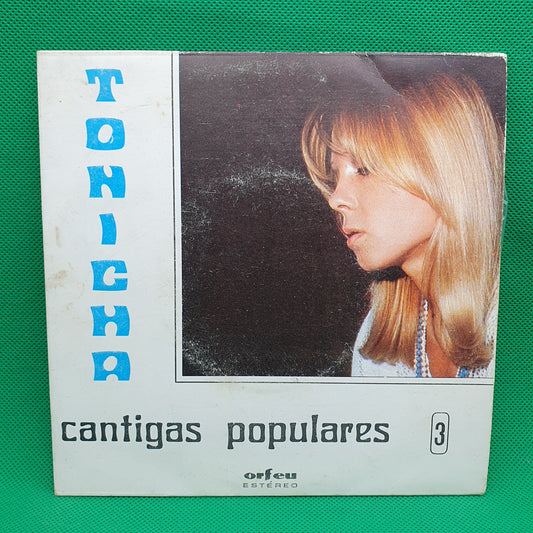 TONICHA
cantigas populares 3
orfeu
ESTÉREO